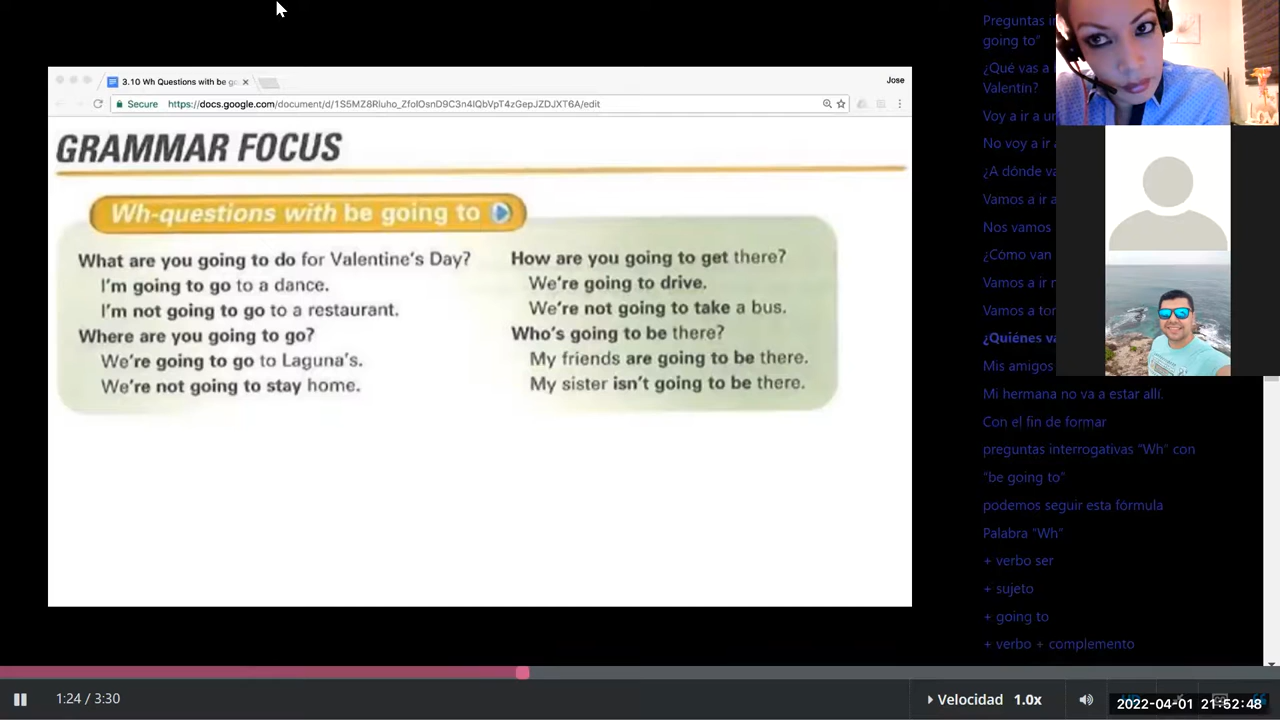 3.10 Wh Questions with be go
Jose
Secure https://docs.google.com/document/d/1S5MZ8Rluho_ZfoIOsnD9C3n4IQbVpT4zGepJZDJXT6A/edit
GRAMMAR FOCUS
Wh-questions with be going to
What are you going to do for Valentine's Day?
I'm going to go to a dance.
I'm not going to go to a restaurant.
Where are you going to go?
We're going to go to Laguna's.
We're not going to stay home.
How are you going to get there?
We're going to drive.
We're not going to take a bus.
Who's going to be there?
My friends are going to be there.
My sister isn't going to be there.
Preguntas
going to"
¿Qué vas a
Valentín?
Voy a ir a
No voy a ir
¿A dónde
Vamos a ir a
Nos vamos
¿Cómo van
Vamos a ir
Vamos a
¿Quiénes
Mis amigos
Mi hermana no va a estar allí.
Con el fin de formar
preguntas interrogativas "Wh" con
"be going to"
podemos seguir esta fórmula
Palabra "Wh"
+ verbo ser
+ sujeto
+ going to
+ verbo + complemento
1:24 / 3:30
Velocidad 1.0x
2022-04-01 21:52:48